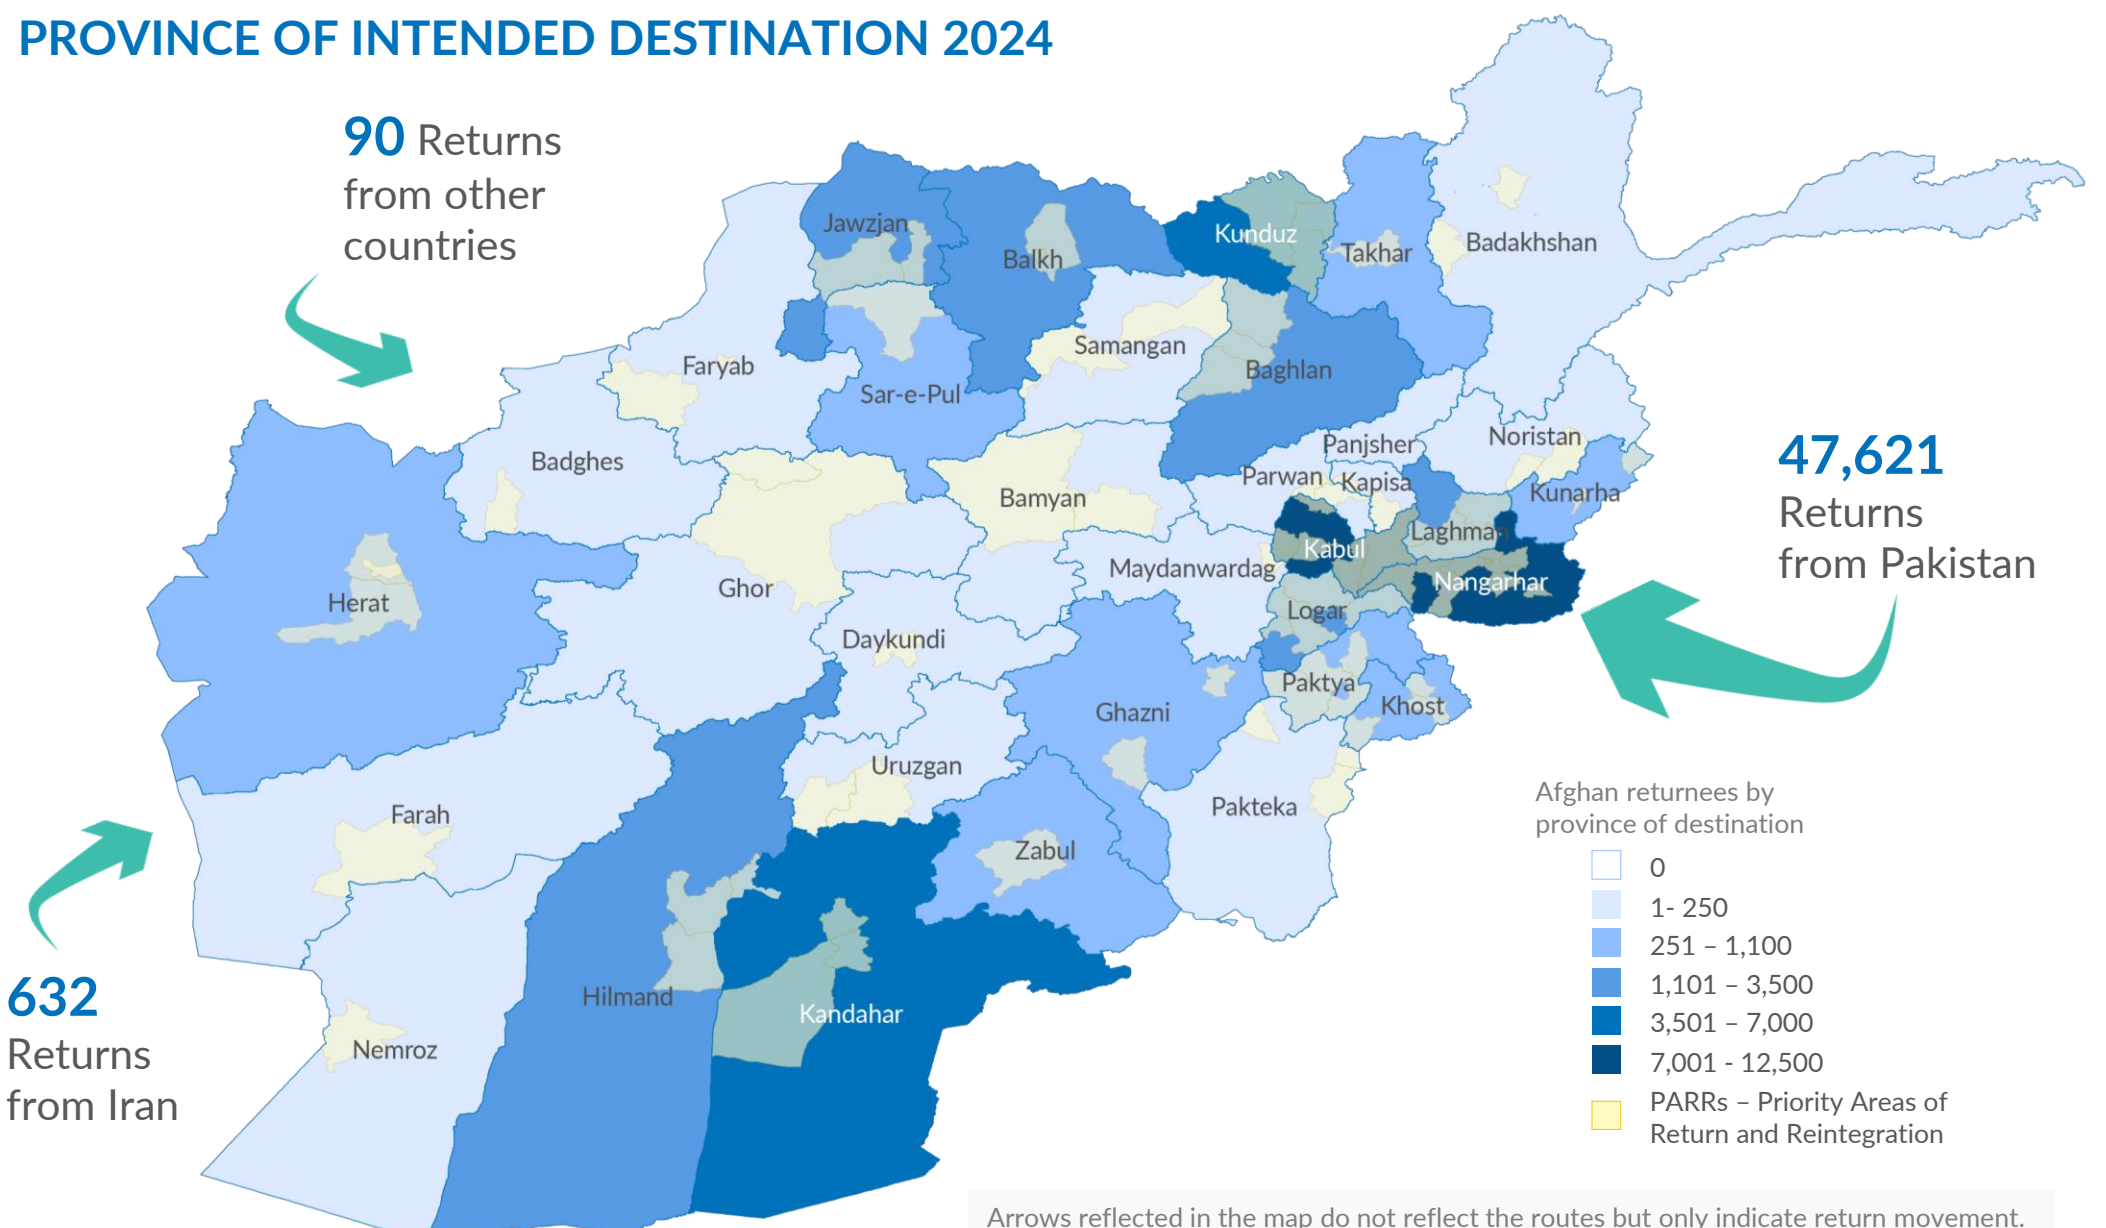 PROVINCE OF INTENDED DESTINATION 2024
90 Returns
from other
countries
Jawzjan
Balkh
Kunduz
Takhar
Badakhshan
Faryab
Sar-e-Pul
Samangan
Baghlan
Badghes
Bamyan
Panjsher
Parwan
Kapisa
Noristan
Kunarha
Laghman
Kabul
Nangarhar
Maydanwardag
Logar
Herat
Ghor
Daykundi
Paktya
Khost
Ghazni
Uruzgan
Pakteka
Farah
Zabul
Hilmand
Kandahar
Nemroz
47,621
Returns
from Pakistan
632
Returns
from Iran
Afghan returnees by
province of destination
0
1- 250
251 – 1,100
1,101 – 3,500
3,501 – 7,000
7,001 - 12,500
PARRs – Priority Areas of
Return and Reintegration
Arrows reflected in the map do not reflect the routes but only indicate return movement.